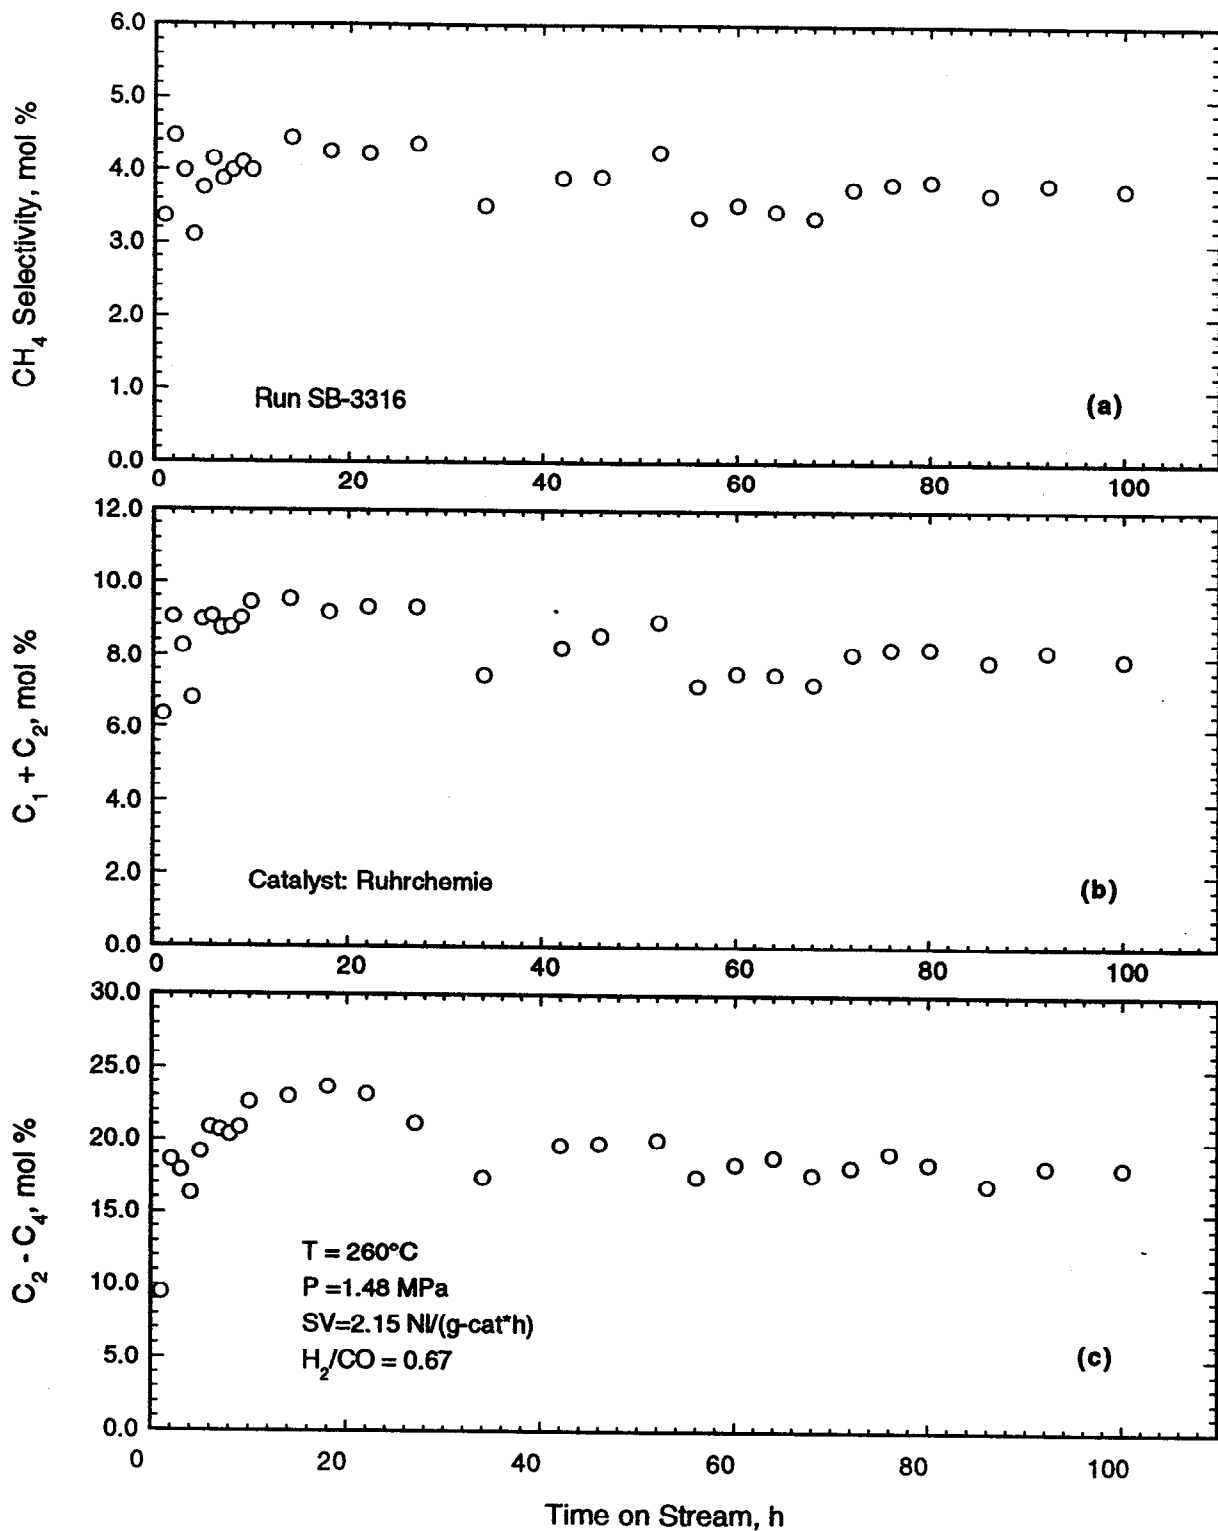 6.0
5.0
4.0
3.0
2.0
1.0
0.0
CH4 Selectivity, mol %
Run SB-3316
(a)
0 20 40 60 80 100
12.0
10.0
8.0
6.0
4.0
2.0
0.0
C1 + C2, mol %
Catalyst: Ruhrchemie
(b)
0 20 40 60 80 100
30.0
25.0
20.0
15.0
10.0
5.0
0.0
C2 - C4, mol %
T = 260°C
P =1.48 MPa
SV=2.15 Nl/(g-cat*h)
H2/CO = 0.67
(c)
0 20 40 60 80 100
Time on Stream, h